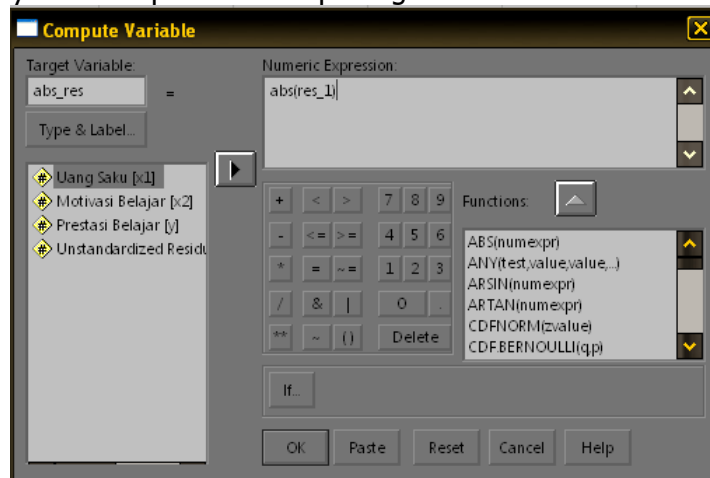 Compute Variable
Target Variable:
abs_res
=
Type & Label...
Numeric Expression:
abs(res_1)
Uang Saku [x1]
Motivasi Belajar [x2]
Prestasi Belajar [y]
Unstandardized Residu
+ < > 7 8 9
- <= >= 4 5 6
* = ~= 1 2 3
/ & | 0 .
** ~ () Delete
Functions:
ABS(numexpr)
ANY(test,value,value,...)
ARSIN(numexpr)
ARTAN(numexpr)
CDFNORM(zvalue)
CDF.BERNOULLI(q,p)
If...
OK Paste Reset Cancel Help